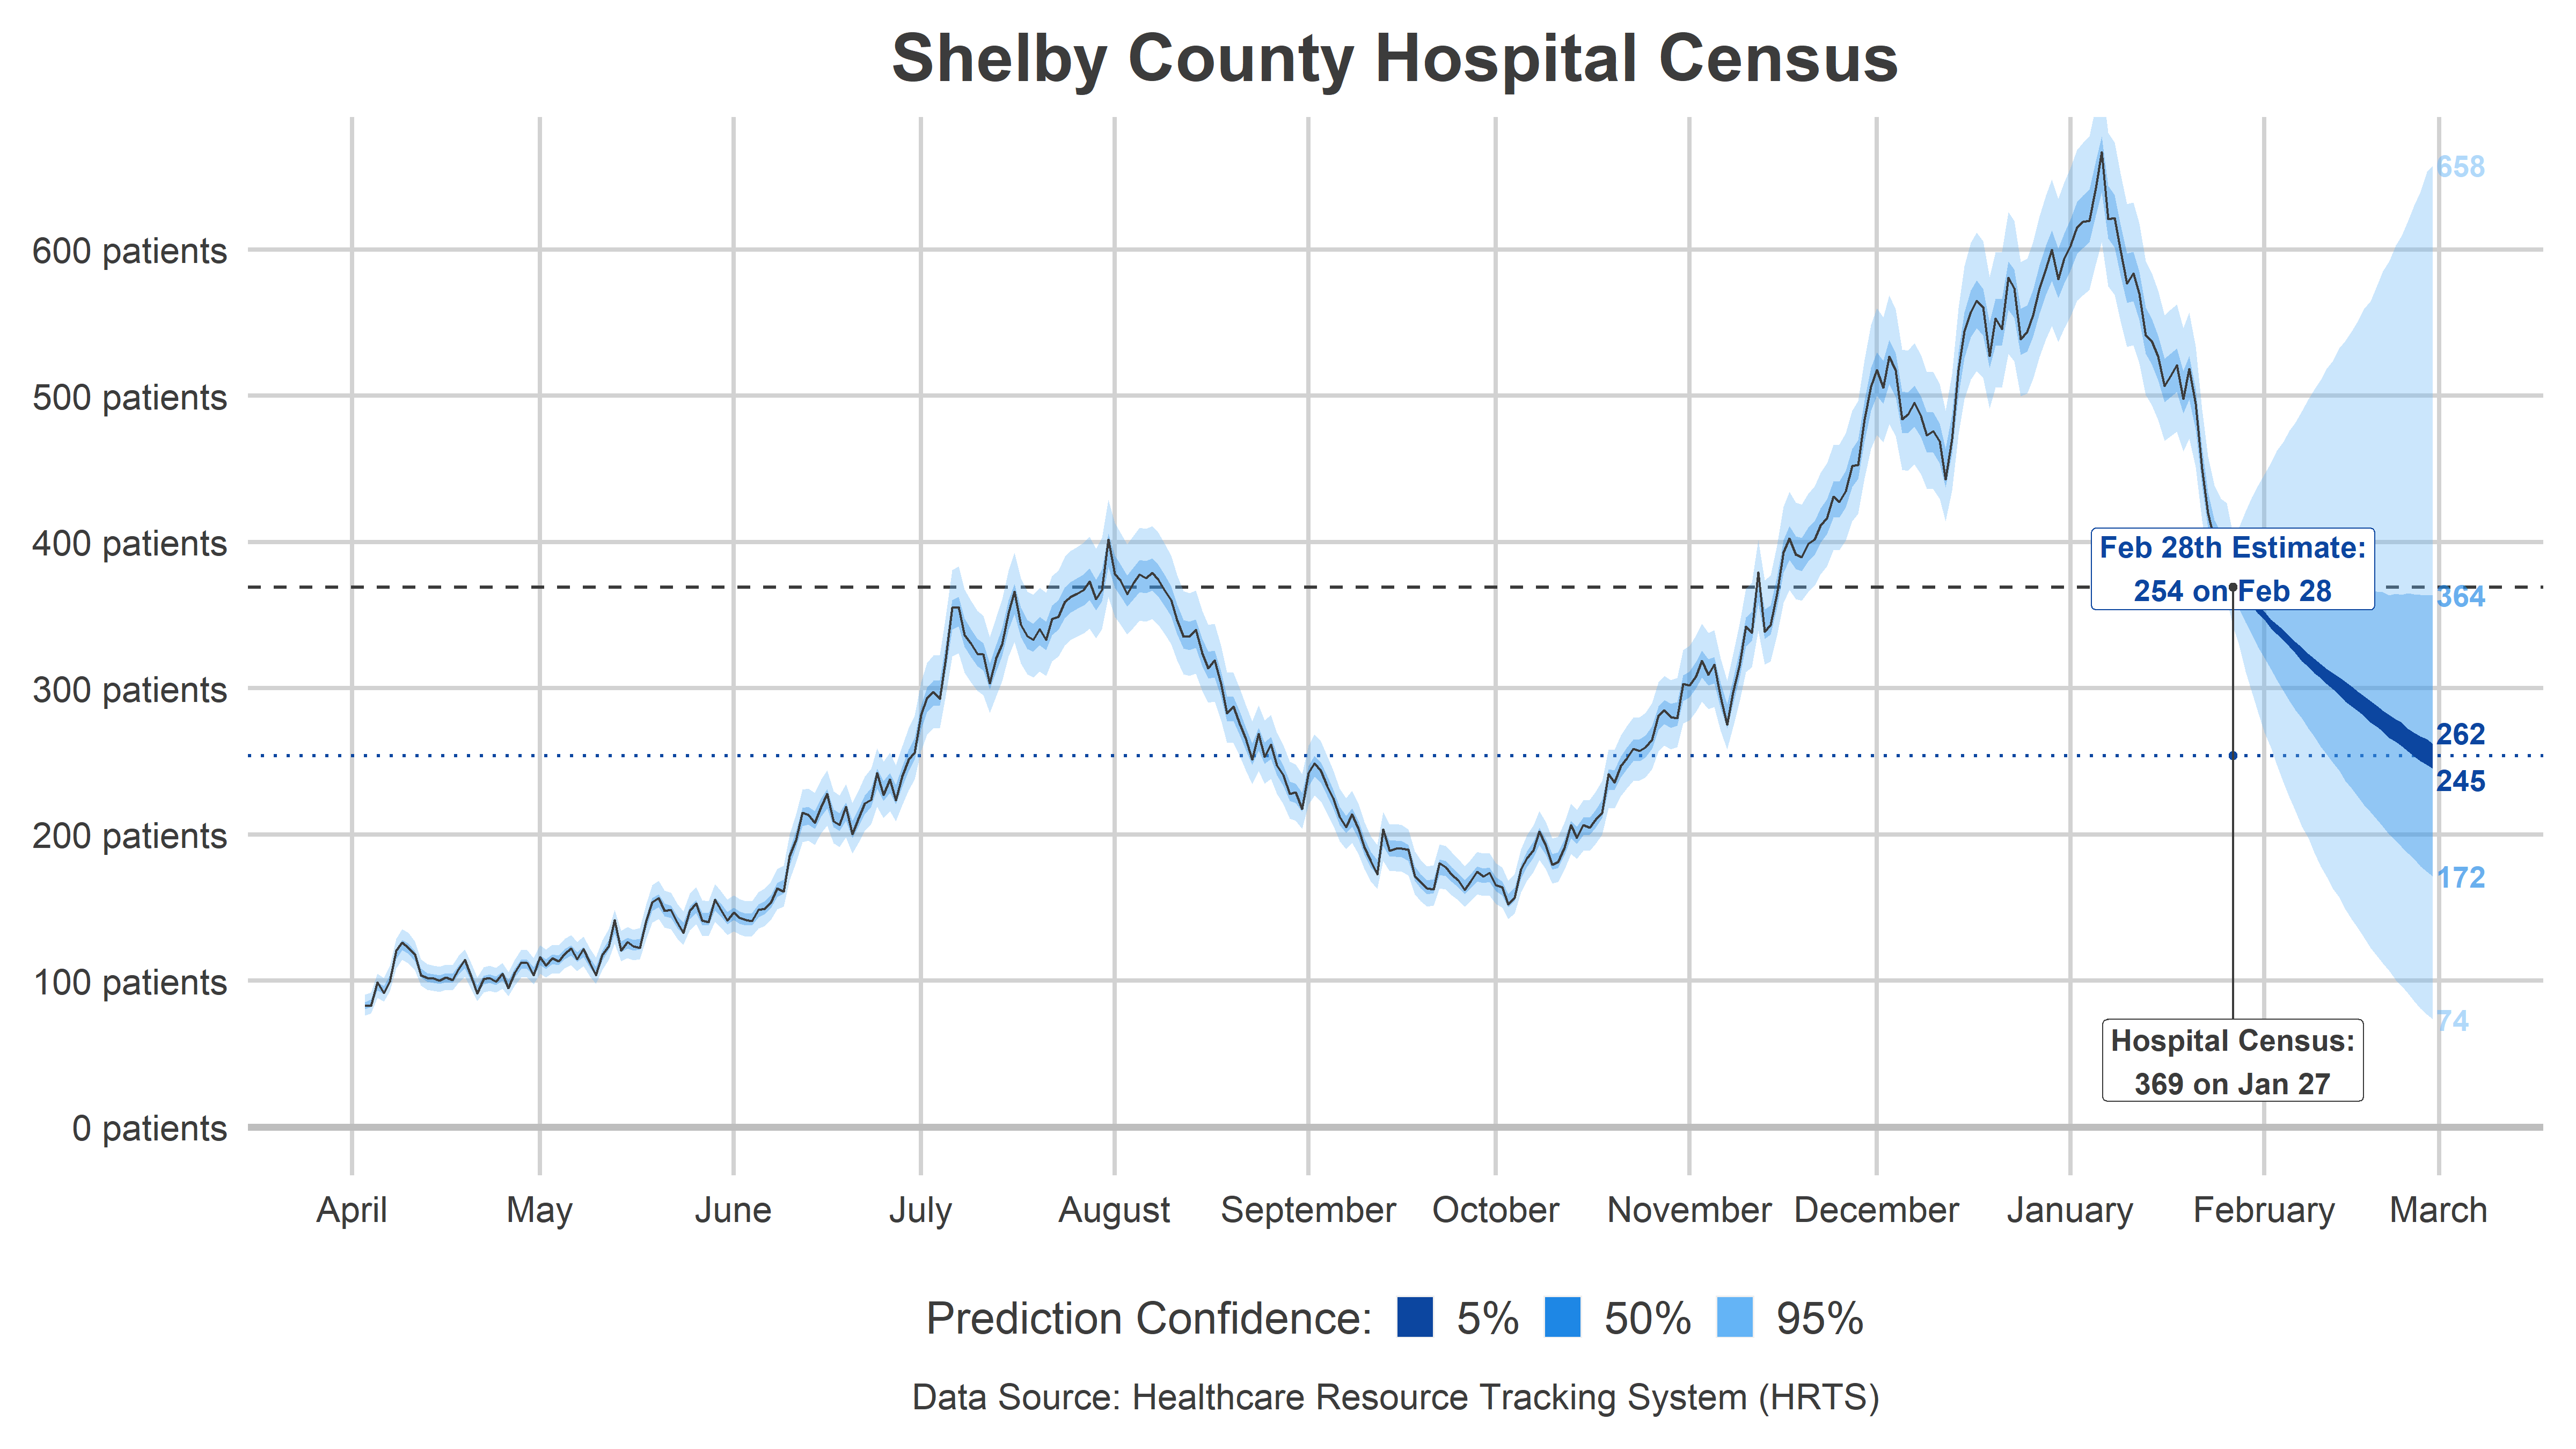 Shelby County Hospital Census
600 patients
500 patients
400 patients
300 patients
200 patients
100 patients
0 patients
658
Feb 28th Estimate:
254 on Feb 28
364
262
245
172
74
Hospital Census:
369 on Jan 27
April May June July August September October November December January February March
Prediction Confidence: 5% 50% 95%
Data Source: Healthcare Resource Tracking System (HRTS)